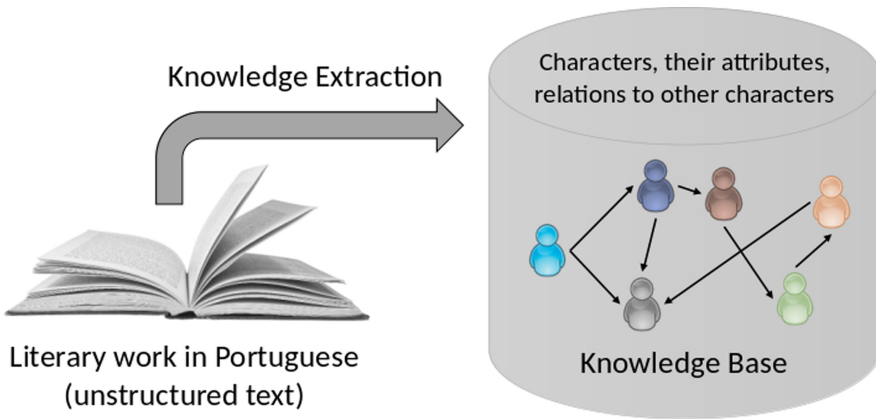 Knowledge Extraction
Characters, their attributes,
relations to other characters
Literary work in Portuguese
(unstructured text)
Knowledge Base